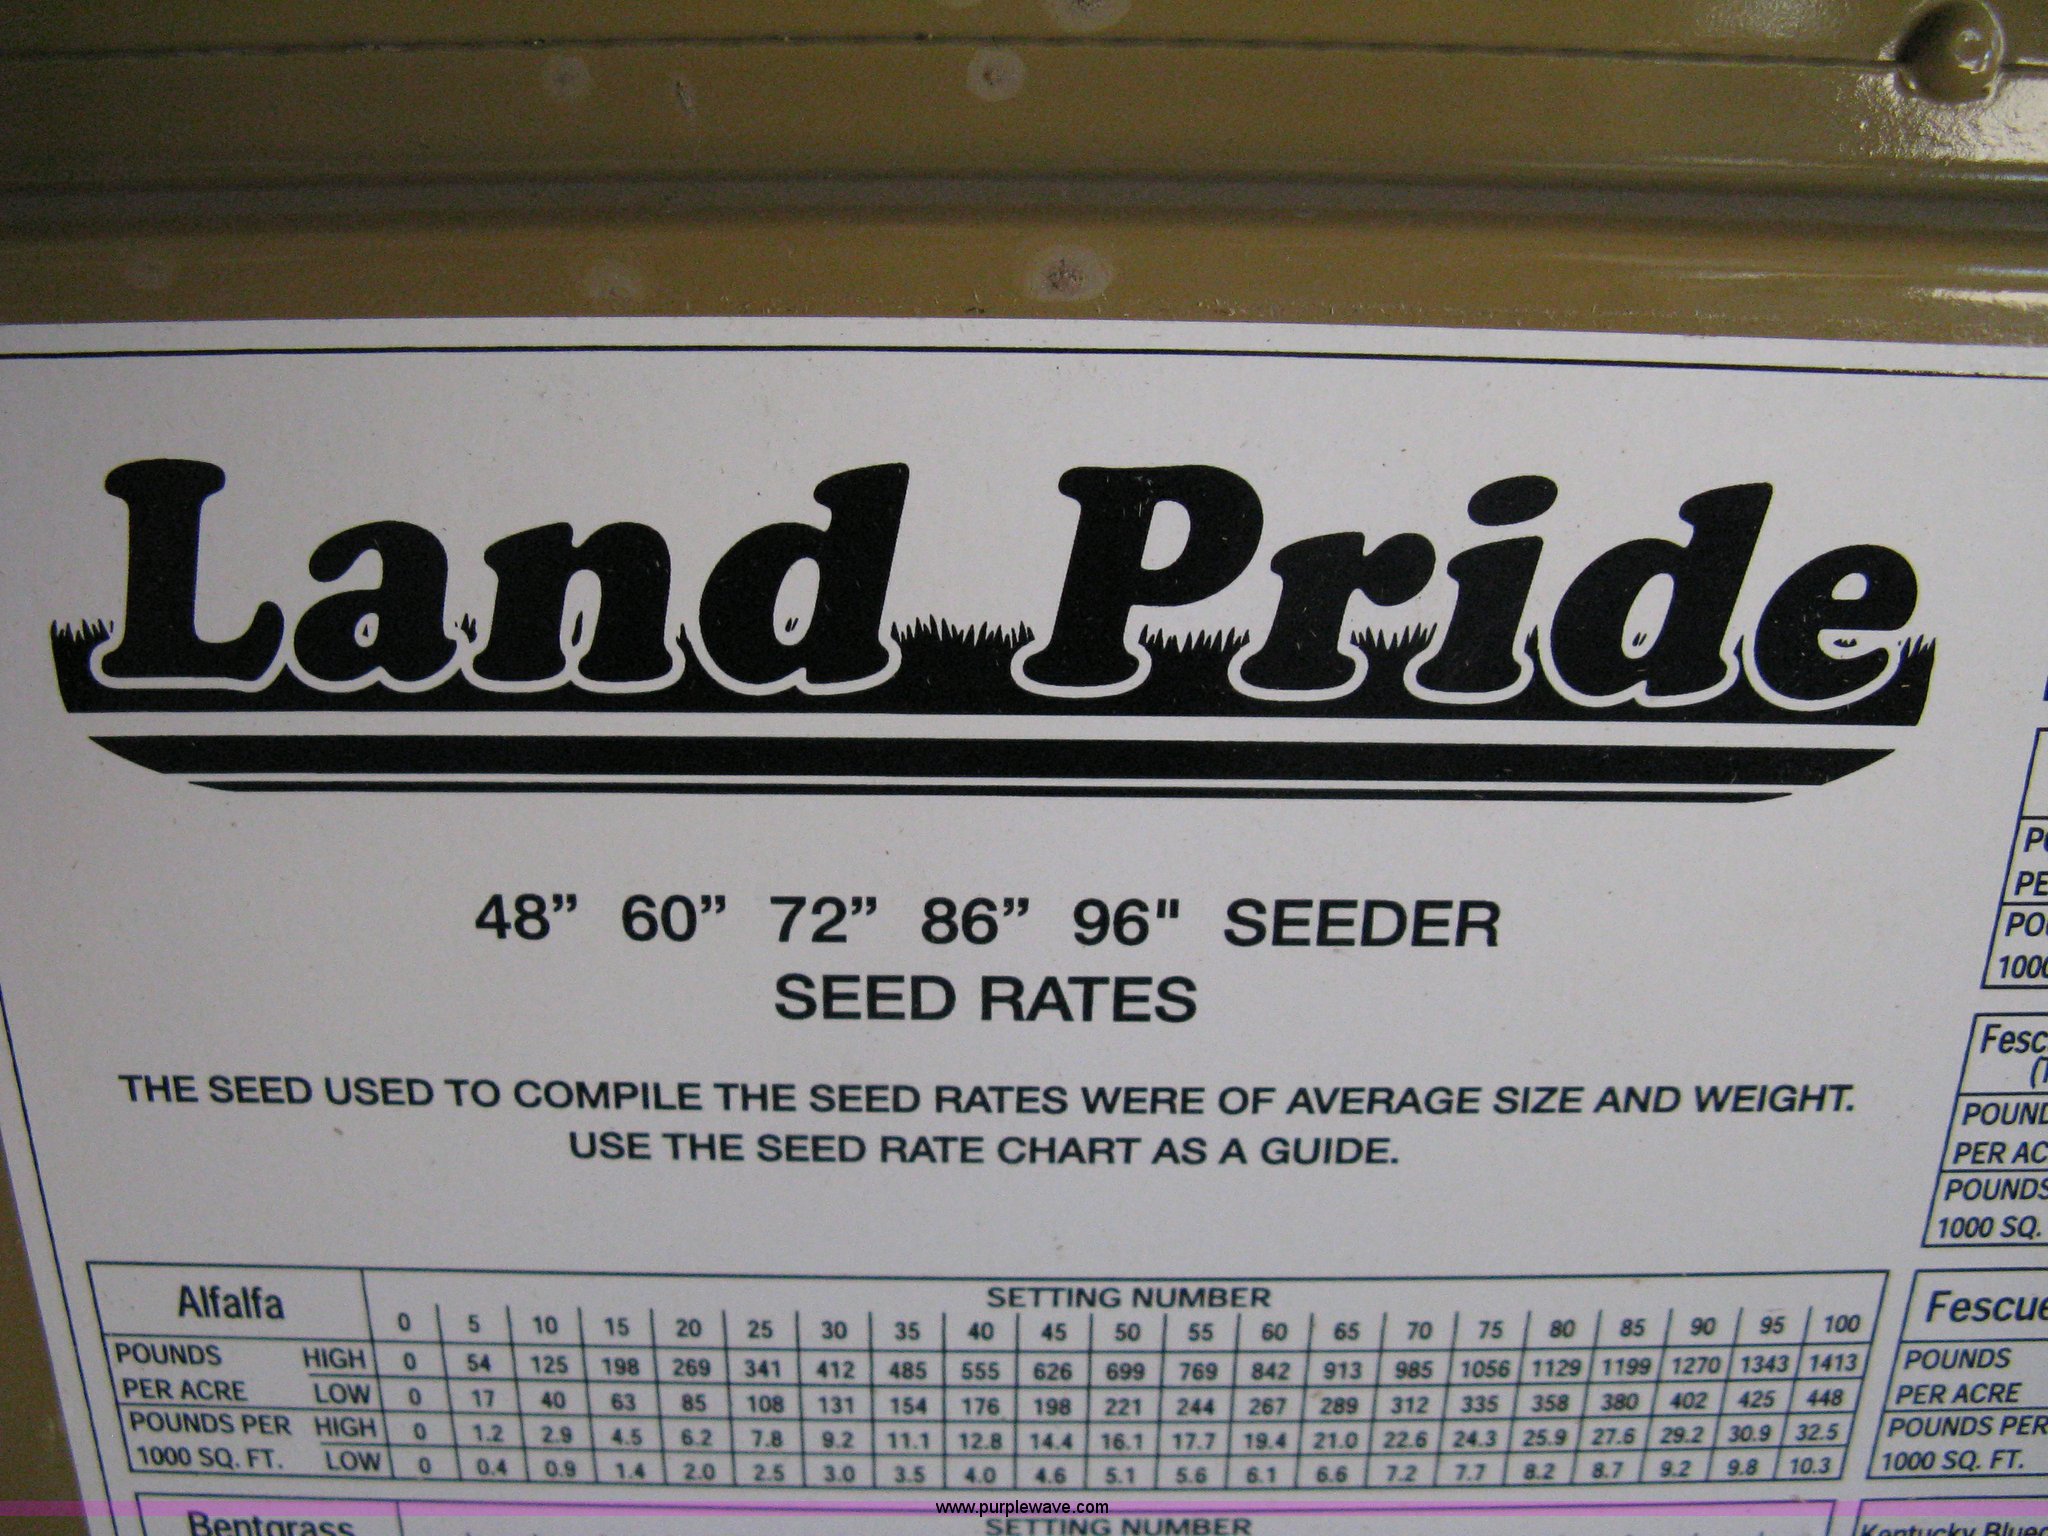 Land Pride
48” 60” 72” 86” 96" SEEDER
SEED RATES
THE SEED USED TO COMPILE THE SEED RATES WERE OF AVERAGE SIZE AND WEIGHT.
USE THE SEED RATE CHART AS A GUIDE.
Alfalfa SETTING NUMBER
0 5 10 15 20 25 30 35 40 45 50 55 60 65 70 75 80 85 90 95 100
POUNDS HIGH 0 54 125 198 269 341 412 485 555 626 699 769 842 913 985 1056 1129 1199 1270 1343 1413
PER ACRE LOW 0 17 40 63 85 108 131 154 176 198 221 244 267 289 312 335 358 380 402 425 448
POUNDS PER HIGH 0 1.2 2.9 4.5 6.2 7.8 9.2 11.1 12.8 14.4 16.1 17.7 19.4 21.0 22.6 24.3 25.9 27.6 29.2 30.9 32.5
1000 SQ. FT. LOW 0 0.4 0.9 1.4 2.0 2.5 3.0 3.5 4.0 4.6 5.1 5.6 6.1 6.6 7.2 7.7 8.2 8.7 9.2 9.8 10.3
Bentgrass SETTING NUMBER
PER AC
POUNDS
1000 SQ.
Fescue
POUNDS
PER ACRE
POUNDS PER
1000 SQ. FT.
Kentucky
www.purplewave.com